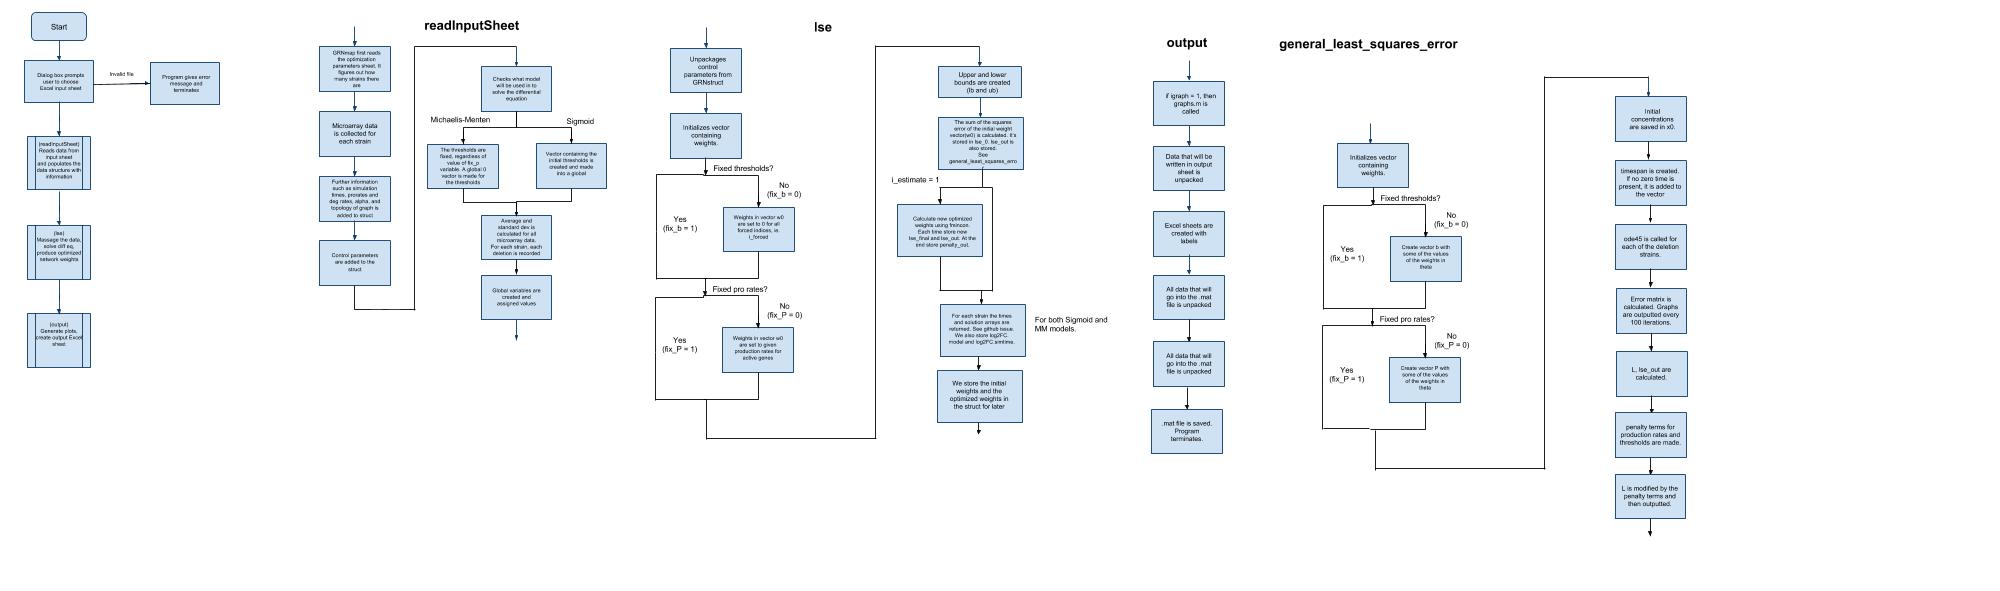 Start
Dialog box prompts
user to choose
Excel input sheet
Invalid file
Program gives error
message and
terminates
(readInputSheet)
Reads data from
input sheet
and populates the
data structure with
information
(lse)
Massage the data,
solve diff eq,
produce optimized
network weights
(output)
Generate plots,
create output Excel
sheet
readInputSheet
GRNmap first reads
the optimization
parameters sheet. It
figures out how
many strains there
are
Microarray data
is collected for
each strain
Further information
such as simulation
times, prorates and
deg rates, alpha, and
topology of graph is
added to struct
Control parameters
are added to the
struct
Checks what model
will be used in to
solve the differential
equation
Michaelis-Menten
Sigmoid
The thresholds are
fixed, regardless of
value of fix_p
variable. A global 0
vector is made for
the thresholds
Vector containing the
initial thresholds is
created and made
into a global
Average and
standard dev is
calculated for all
microarray data.
For each strain, each
deletion is recorded
Global variables are
created and
assigned values
lse
Unpackages
control
parameters from
GRNstruct
Initializes vector
containing
weights.
Fixed thresholds?
No
(fix_b = 0)
Yes
(fix_b = 1)
Weights in vector w0
are set to 0 for all
forced indices, ie.
i_forced
Fixed pro rates?
No
(fix_P = 0)
Yes
(fix_P = 1)
Weights in vector w0
are set to given
production rates for
active genes
Upper and lower
bounds are created
(lb and ub)
The sum of the squares
error of the initial weight
vector(w0) is calculated. It's
stored in lse_0. lse_out is
also stored.
See
general_least_squares_erro
i_estimate = 1
Calculate new optimized
weights using fmincon.
Each time store new
lse_final and lse_out. At the
end store penalty_out.
For each strain the times
and solution arrays are
returned. See github issue.
We also store log2FC.
model and log2FC.simtime.
For both Sigmoid and
MM models.
We store the initial
weights and the
optimized weights in
the struct for later
output
if igraph = 1, then
graphs.m is
called
Data that will be
written in output
sheet is
unpacked
Excel sheets are
created with
labels
All data that will
go into the .mat
file is unpacked
All data that will
go into the .mat
file is unpacked
.mat file is saved.
Program
terminates.
general_least_squares_error
Initializes vector
containing
weights.
Fixed thresholds?
No
(fix_b = 0)
Yes
(fix_b = 1)
Create vector b with
some of the values
of the weights in
theta
Fixed pro rates?
No
(fix_P = 0)
Yes
(fix_P = 1)
Create vector P with
some of the values
of the weights in
theta
Initial
concentrations
are saved in x0.
timespan is created.
If no zero time is
present, it is added to
the vector
ode45 is called for
each of the deletion
strains.
Error matrix is
calculated. Graphs
are outputted every
100 iterations.
L, lse_out are
calculated.
penalty terms for
production rates and
thresholds are made.
L is modified by the
penalty terms and
then outputted.